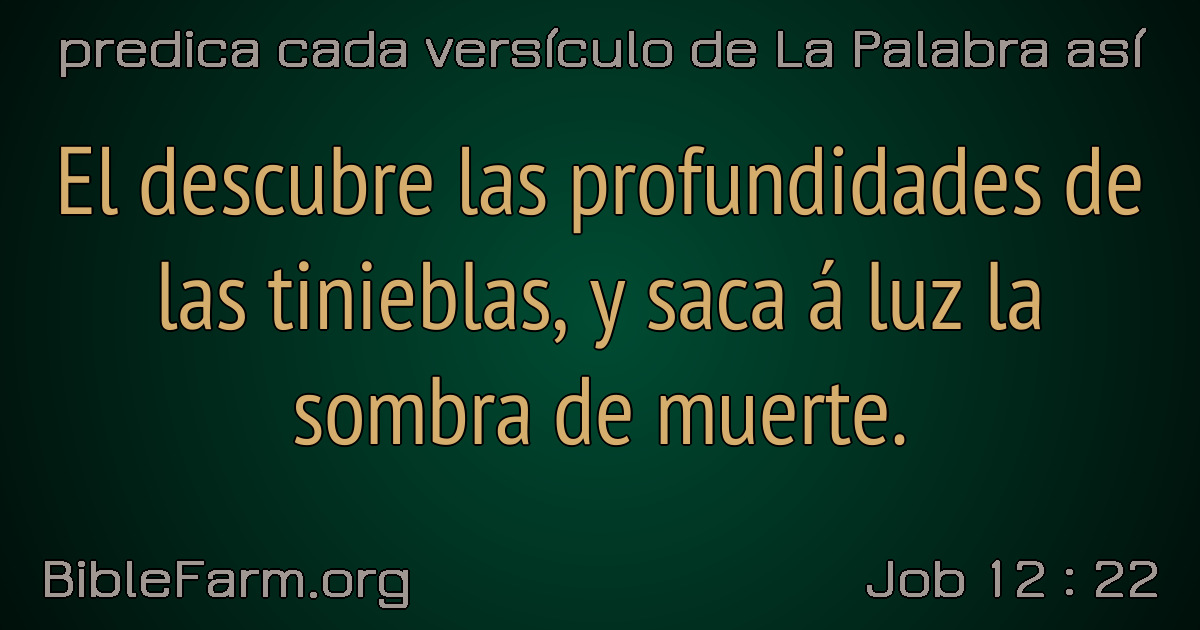 predica cada versículo de La Palabra así
El descubre las profundidades de
las tinieblas, y saca á luz la
sombra de muerte.
BibleFarm.org
Job 12 : 22